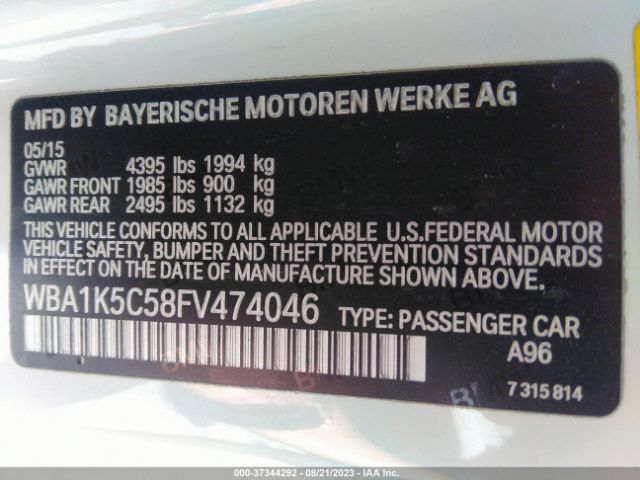 MFD BY BAYERISCHE MOTOREN WERKE AG
05/15
GVWR 4395 lbs 1994 kg
GAWR FRONT 1985 lbs 900 kg
GAWR REAR 2495 lbs 1132 kg
THIS VEHICLE CONFORMS TO ALL APPLICABLE U.S.FEDERAL MOTOR
VEHICLE SAFETY, BUMPER AND THEFT PREVENTION STANDARDS
IN EFFECT ON THE DATE OF MANUFACTURE SHOWN ABOVE.
WBA1K5C58FV474046 TYPE: PASSENGER CAR
A96
7 315 814
000-37344292 - 08/21/2023 - IAA Inc.